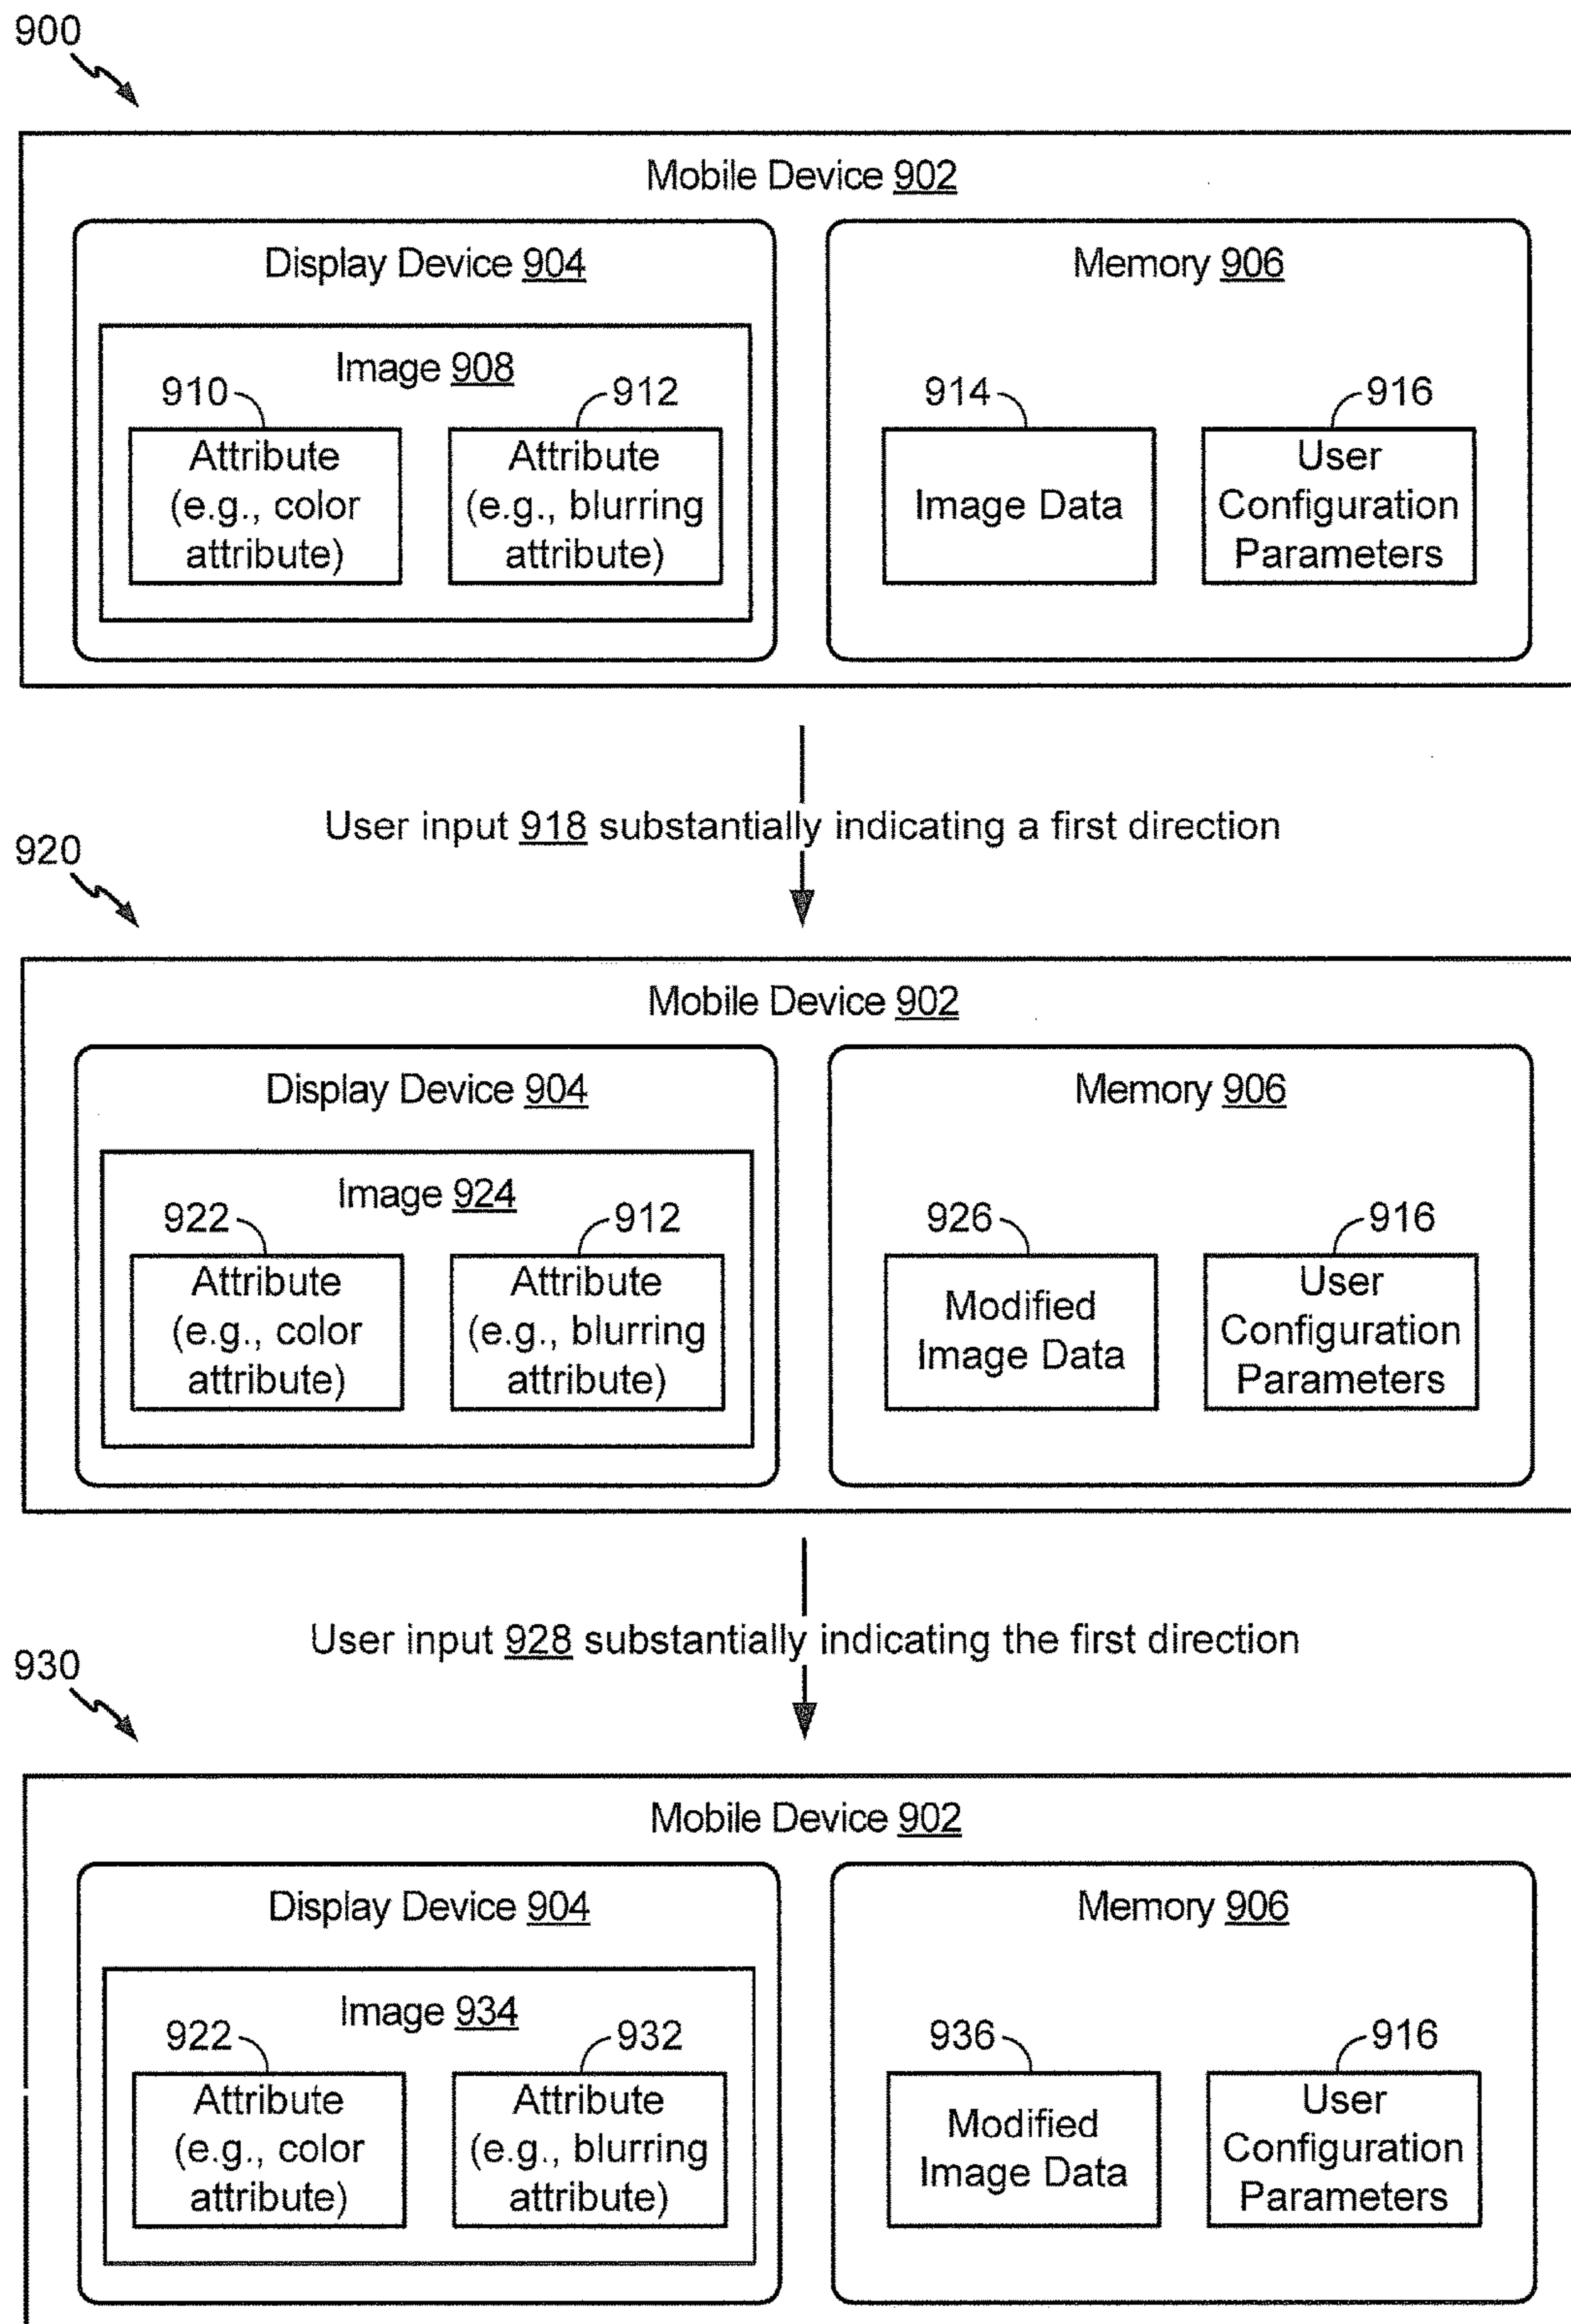 900
Mobile Device 902
Display Device 904
Memory 906
Image 908
910
912
914
916
Attribute
(e.g., color
attribute)
Attribute
(e.g., blurring
attribute)
Image Data
User
Configuration
Parameters
User input 918 substantially indicating a first direction
920
Mobile Device 902
Display Device 904
Memory 906
Image 924
922
912
926
916
Attribute
(e.g., color
attribute)
Attribute
(e.g., blurring
attribute)
Modified
Image Data
User
Configuration
Parameters
User input 928 substantially indicating the first direction
930
Mobile Device 902
Display Device 904
Memory 906
Image 934
922
932
936
916
Attribute
(e.g., color
attribute)
Attribute
(e.g., blurring
attribute)
Modified
Image Data
User
Configuration
Parameters